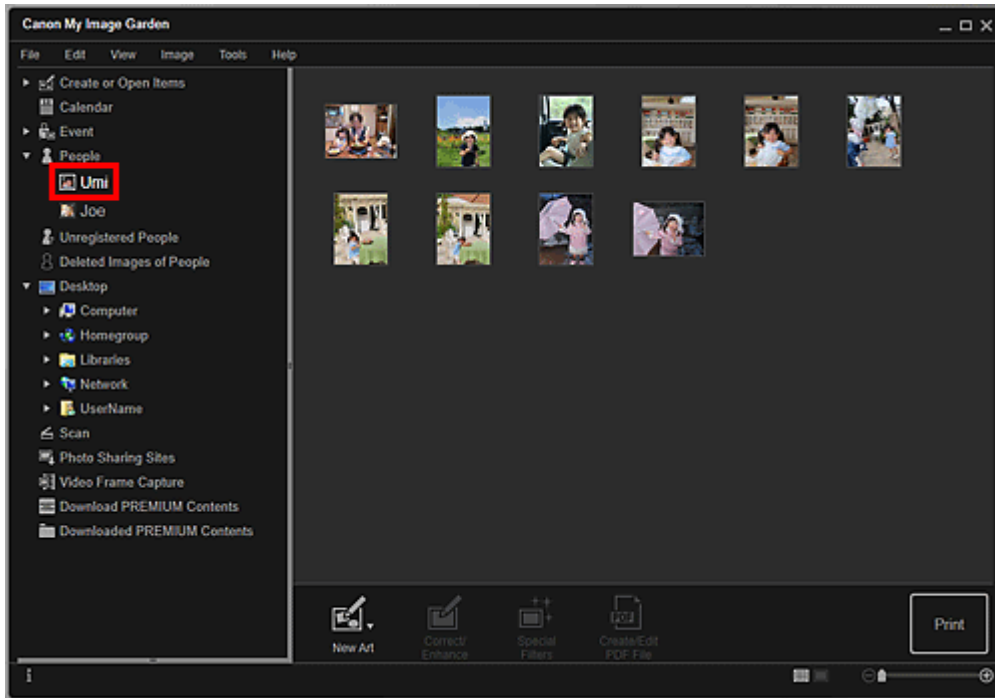 Canon My Image Garden
File Edit View Image Tools Help
Create or Open Items
Calendar
Event
People
Umi
Joe
Unregistered People
Deleted Images of People
Desktop
Computer
Homegroup
Libraries
Network
UserName
Scan
Photo Sharing Sites
Video Frame Capture
Download PREMIUM Contents
Downloaded PREMIUM Contents
New Art
Correct/
Enhance
Special
Filters
PDF
Create/Edit
PDF File
Print